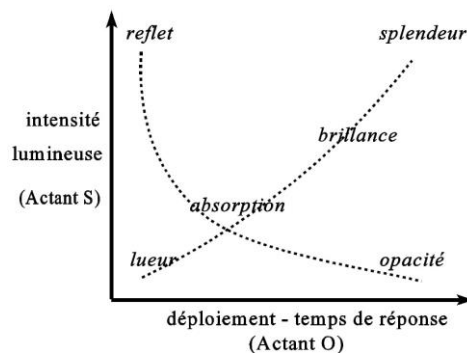 reflet
splendeur
intensité
lumineuse
(Actant S)
brillance
absorption
lueur
opacité
déploiement - temps de réponse
(Actant O)